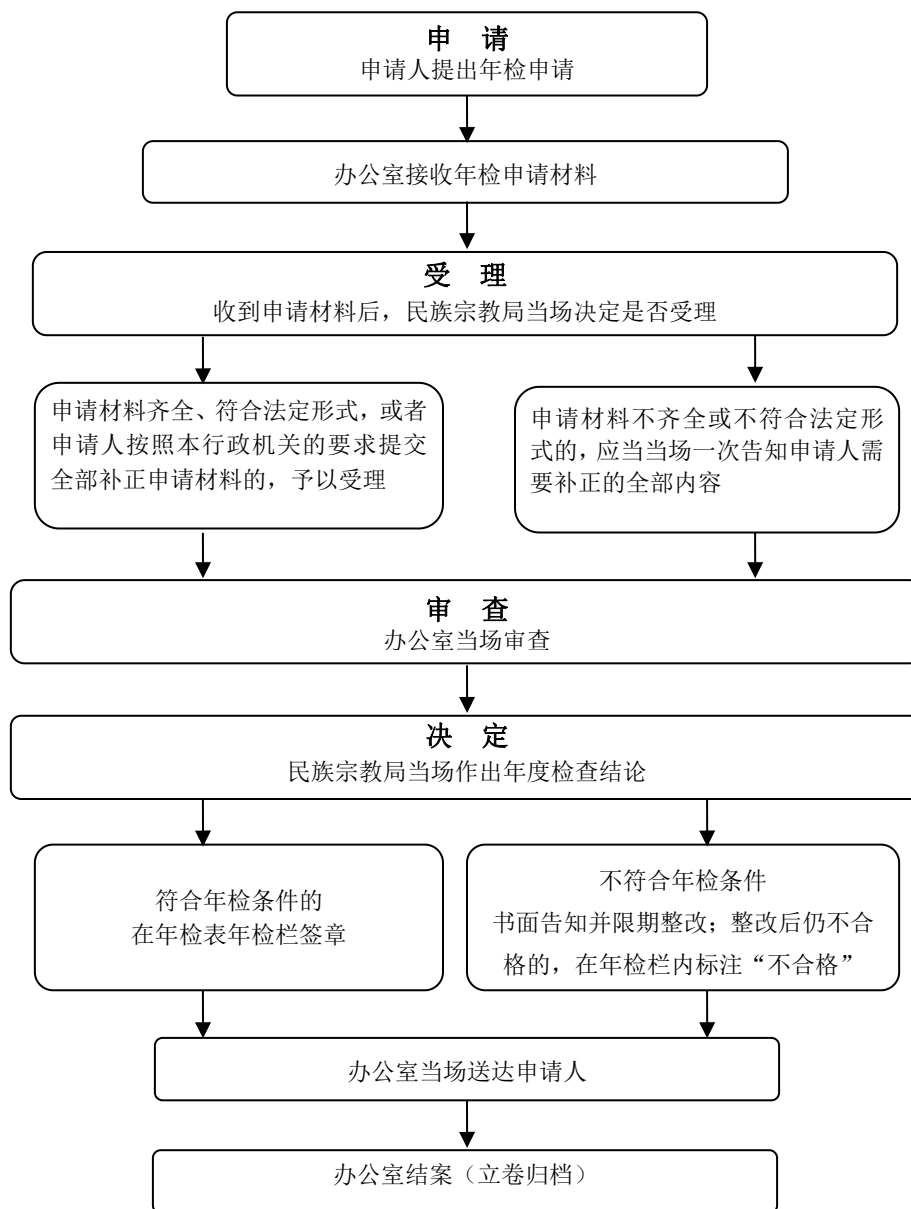 申 请
申请人提出年检申请
办公室接收年检申请材料
受 理
收到申请材料后，民族宗教局当场决定是否受理
申请材料齐全、符合法定形式，或者
申请人按照本行政机关的要求提交
全部补正申请材料的，予以受理
申请材料不齐全或不符合法定形
式的，应当当场一次告知申请人需
要补正的全部内容
审 查
办公室当场审查
决 定
民族宗教局当场作出年度检查结论
符合年检条件的
在年检表年检栏签章
不符合年检条件
书面告知并限期整改；整改后仍不合
格的，在年检栏内标注“不合格”
办公室当场送达申请人
办公室结案（立卷归档）